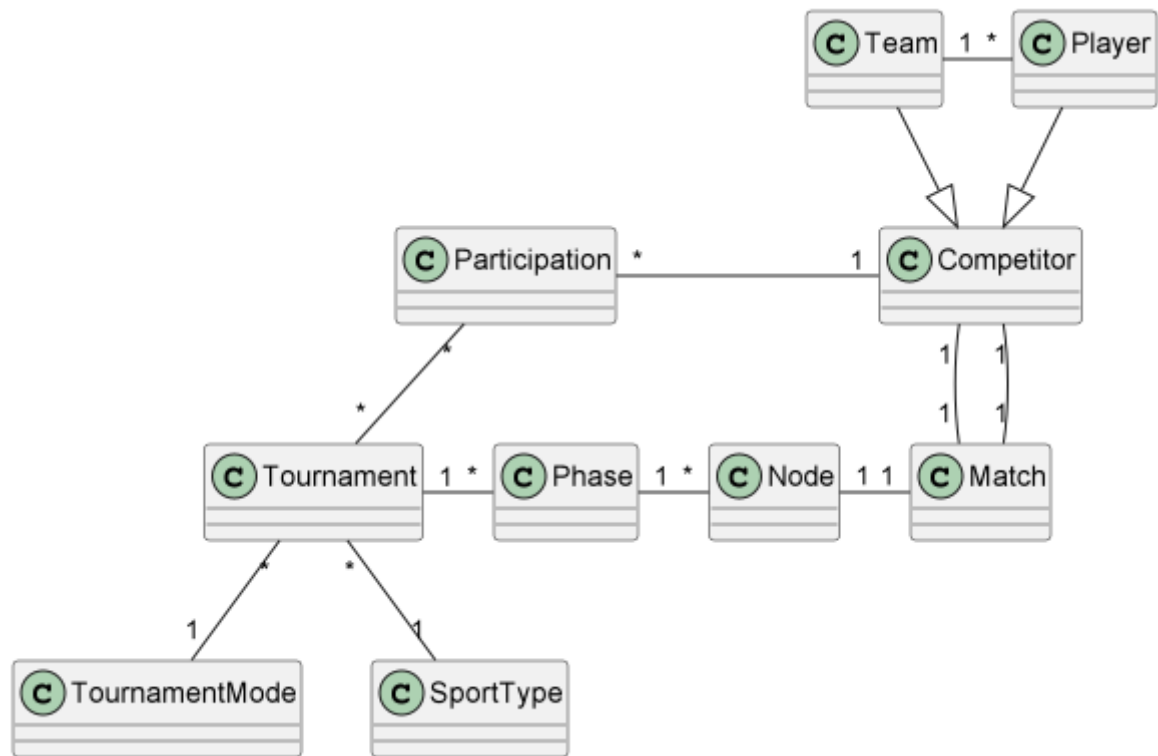 C Team 1 * C Player
C Participation * 1 C Competitor
* 1 1
* 1 1
C Tournament 1 * C Phase 1 * C Node 1 1 C Match
* *
1 1
C TournamentMode C SportType